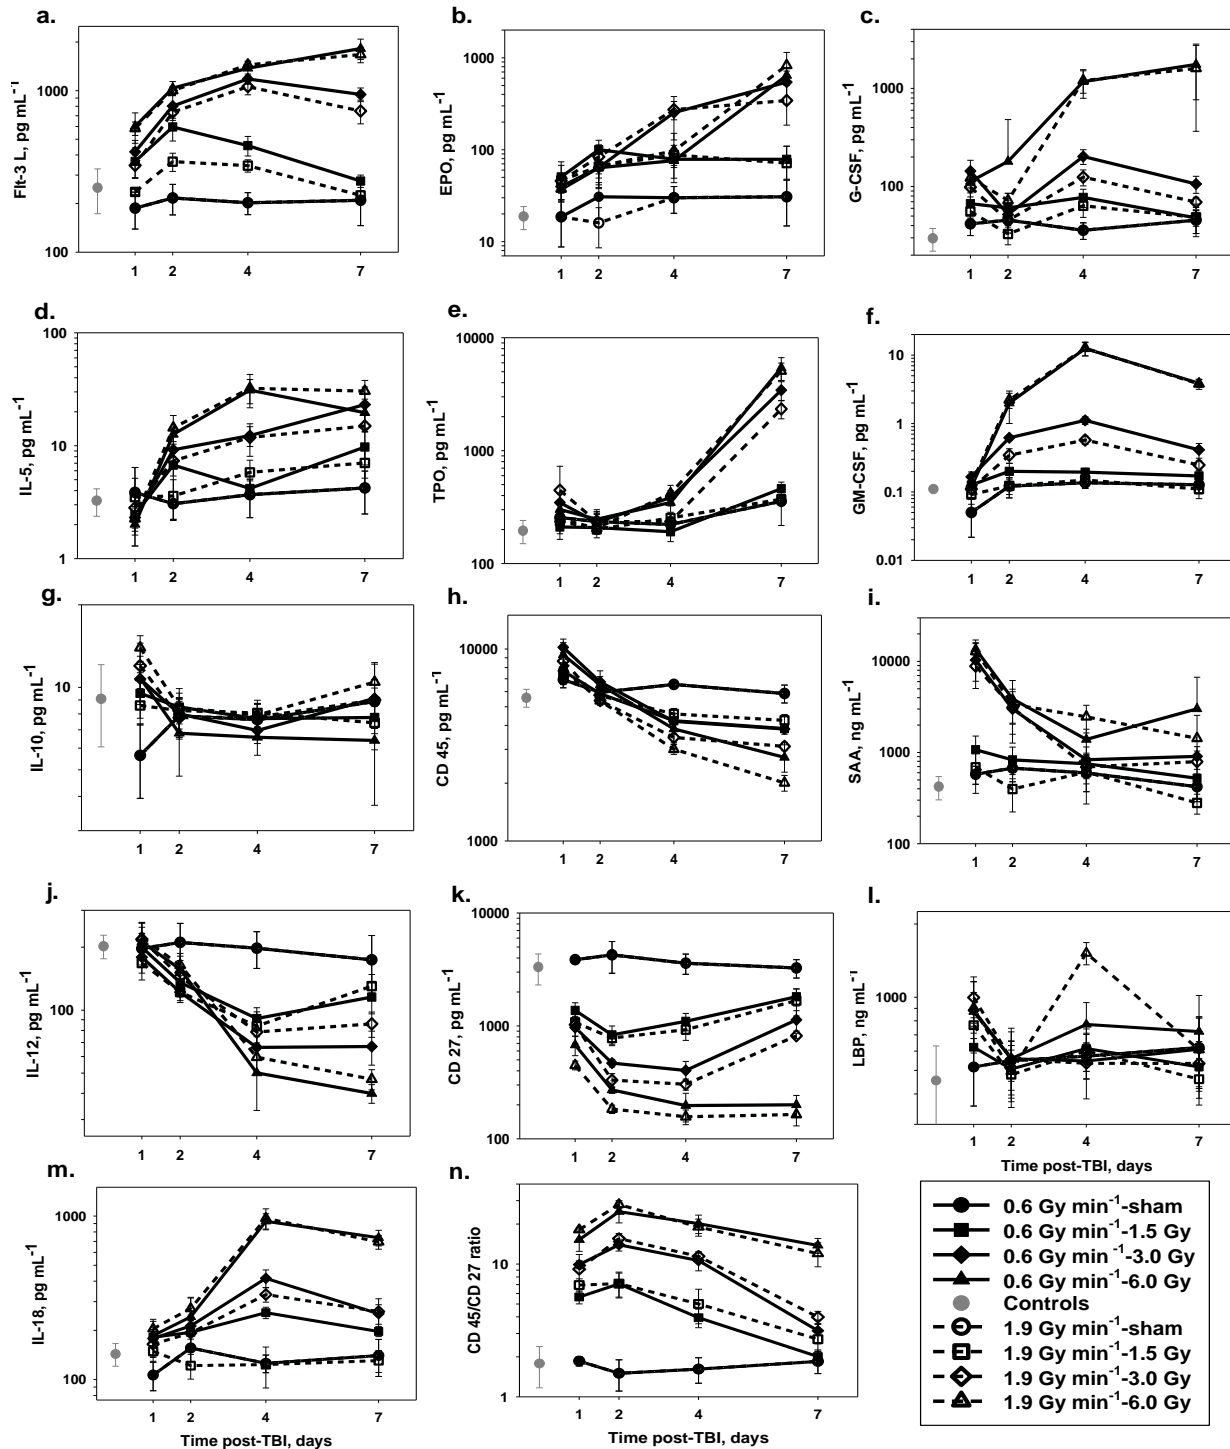 a.
Flt-3 L, pg mL⁻¹
1000
100
1 2 4 7
b.
EPO, pg mL⁻¹
1000
100
10
1 2 4 7
c.
G-CSF, pg mL⁻¹
1000
100
1 2 4 7
d.
IL-5, pg mL⁻¹
100
10
1
1 2 4 7
e.
TPO, pg mL⁻¹
10000
1000
100
1 2 4 7
f.
GM-CSF, pg mL⁻¹
10
1
0.1
0.01
1 2 4 7
g.
IL-10, pg mL⁻¹
10
1 2 4 7
h.
CD 45, pg mL⁻¹
10000
1000
1 2 4 7
i.
SAA, ng mL⁻¹
10000
1000
100
1 2 4 7
j.
IL-12, pg mL⁻¹
100
1 2 4 7
k.
CD 27, pg mL⁻¹
10000
1000
100
1 2 4 7
l.
LBP, ng mL⁻¹
1000
1 2 4 7
Time post-TBI, days
m.
IL-18, pg mL⁻¹
1000
100
1 2 4 7
Time post-TBI, days
n.
CD 45/CD 27 ratio
10
1
1 2 4 7
Time post-TBI, days
0.6 Gy min⁻¹-sham
0.6 Gy min⁻¹-1.5 Gy
0.6 Gy min⁻¹-3.0 Gy
0.6 Gy min⁻¹-6.0 Gy
Controls
1.9 Gy min⁻¹-sham
1.9 Gy min⁻¹-1.5 Gy
1.9 Gy min⁻¹-3.0 Gy
1.9 Gy min⁻¹-6.0 Gy